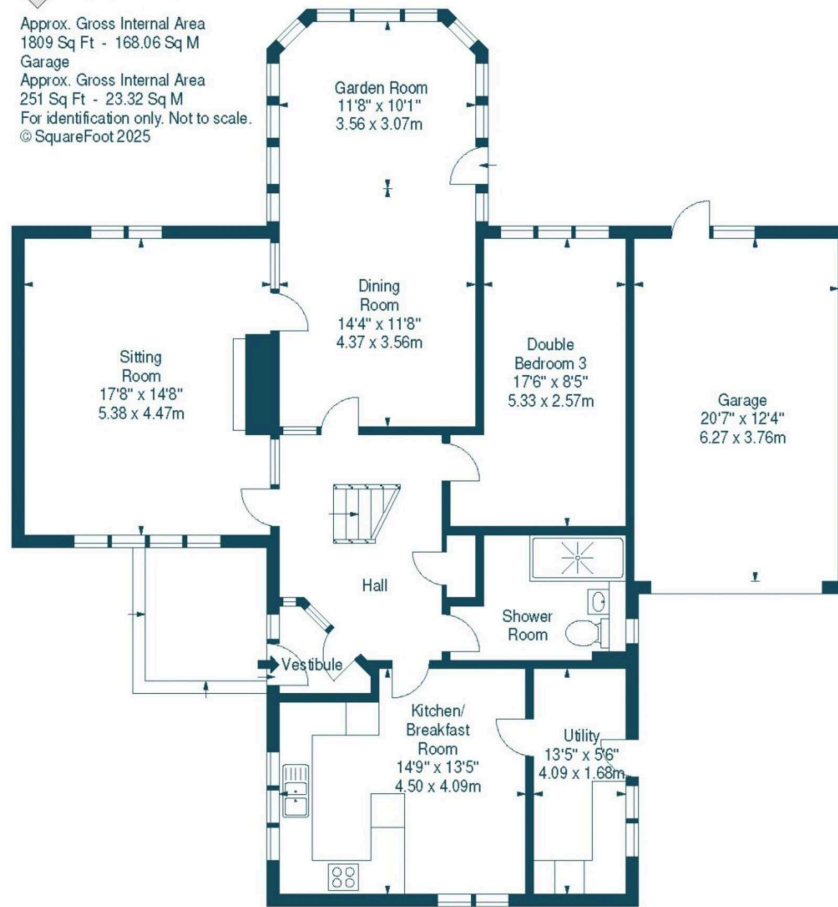 Approx. Gross Internal Area
1809 Sq Ft - 168.06 Sq M
Garage
Approx. Gross Internal Area
251 Sq Ft - 23.32 Sq M
For identification only. Not to scale.
© SquareFoot 2025
Garden Room
11'8" x 10'1"
3.56 x 3.07m
Dining
Room
14'4" x 11'8"
4.37 x 3.56m
Sitting
Room
17'8" x 14'8"
5.38 x 4.47m
Double
Bedroom 3
17'6" x 8'5"
5.33 x 2.57m
Garage
20'7" x 12'4"
6.27 x 3.76m
Hall
Shower
Room
Vestibule
Kitchen/
Breakfast
Room
14'9" x 13'5"
4.50 x 4.09m
Utility
13'5" x 5'6"
4.09 x 1.68m